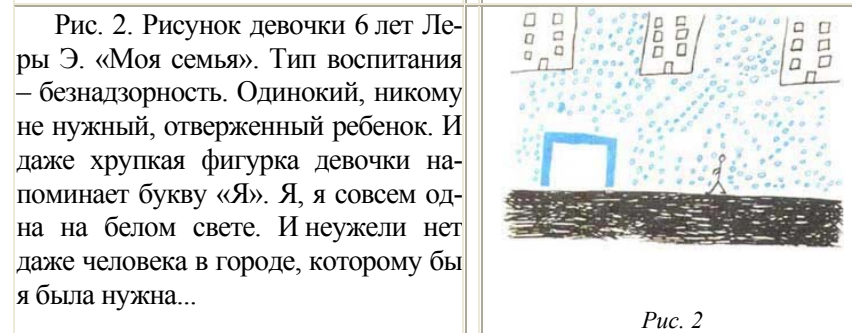 Рис. 2. Рисунок девочки 6 лет Ле-
ры Э. «Моя семья». Тип воспитания
– безнадзорность. Одинокий, никому
не нужный, отверженный ребенок. И
даже хрупкая фигурка девочки на-
поминает букву «Я». Я, я совсем од-
на на белом свете. И неужели нет
даже человека в городе, которому бы
я была нужна...
Рис. 2